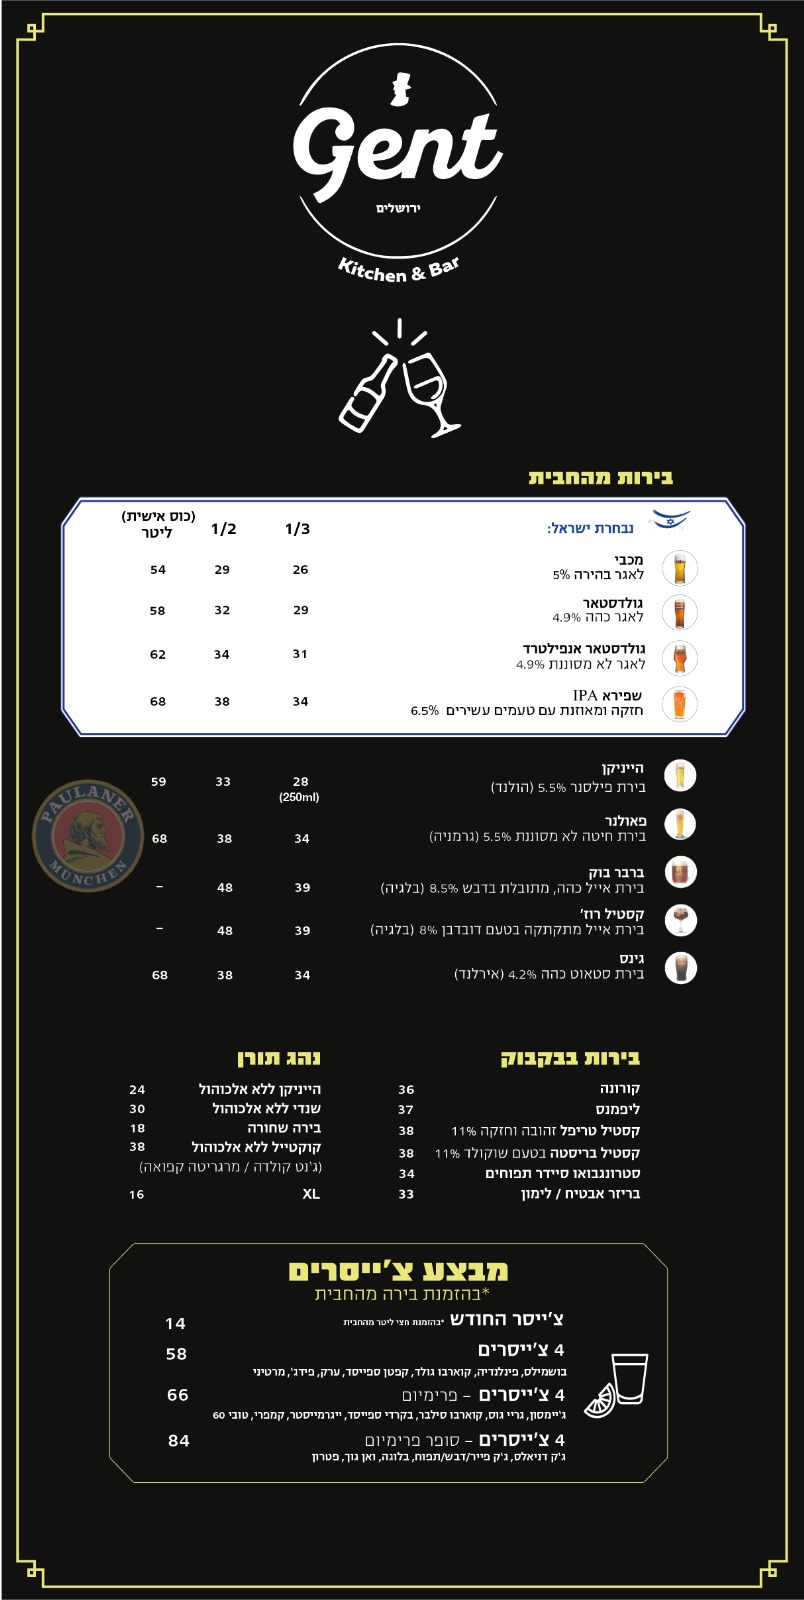 Gent
ירושלים
Kitchen & Bar
בירות מהחבית
נבחרת ישראל: 1/3 1/2 (כוס אישית) ליטר
מכבי
לאגר בהירה 5% 26 29 54
גולדסטאר
לאגר כהה 4.9% 29 32 58
גולדסטאר אנפילטרד
לאגר לא מסוננת 4.9% 31 34 62
שפירא IPA
חזקה ומאוזנת עם טעמים עשירים 6.5% 34 38 68
הייניקן
בירת פילסנר 5.5% (הולנד) 28 33 59
(250ml)
PAULANER
MÜNCHEN
פאולנר
בירת חיטה לא מסוננת 5.5% (גרמניה) 34 38 68
ברבר בוק
בירת אייל כהה, מתובלת בדבש 8.5% (בלגיה) 39 48 –
קסטיל רוז'
בירת אייל מתקתקה בטעם דובדבן 8% (בלגיה) 39 48 –
גינס
בירת סטאוט כהה 4.2% (אירלנד) 34 38 68
בירות בבקבוק
קורונה 36
ליפמנס 37
קסטיל טריפל זהובה וחזקה 11% 38
קסטיל בריסטה בטעם שוקולד 11% 38
סטרונגבואו סיידר תפוחים 34
בריזר אבטיח / לימון 33
נהג תורן
הייניקן ללא אלכוהול 24
שנדי ללא אלכוהול 30
בירה שחורה 18
קוקטייל ללא אלכוהול 38
(ג'נט קולדה / מרגריטה קפואה)
XL 16
מבצע צ'ייסרים
*בהזמנת בירה מהחבית
צ'ייסר החודש *בהזמנת חצי ליטר מהחבית 14
4 צ'ייסרים 58
בושמילס, פינלנדיה, קוארבו גולד, קפטן ספייסד, ערק, פידג', מרטיני
4 צ'ייסרים – פרימיום 66
ג'יימסון, גריי גוס, קוארבו סילבר, בקרדי ספייסד, ייגרמייסטר, קמפרי, טובי 60
4 צ'ייסרים – סופר פרימיום 84
ג'ק דניאלס, ג'ק פייר/דבש/תפוח, בלוגה, ואן גוך, פטרון